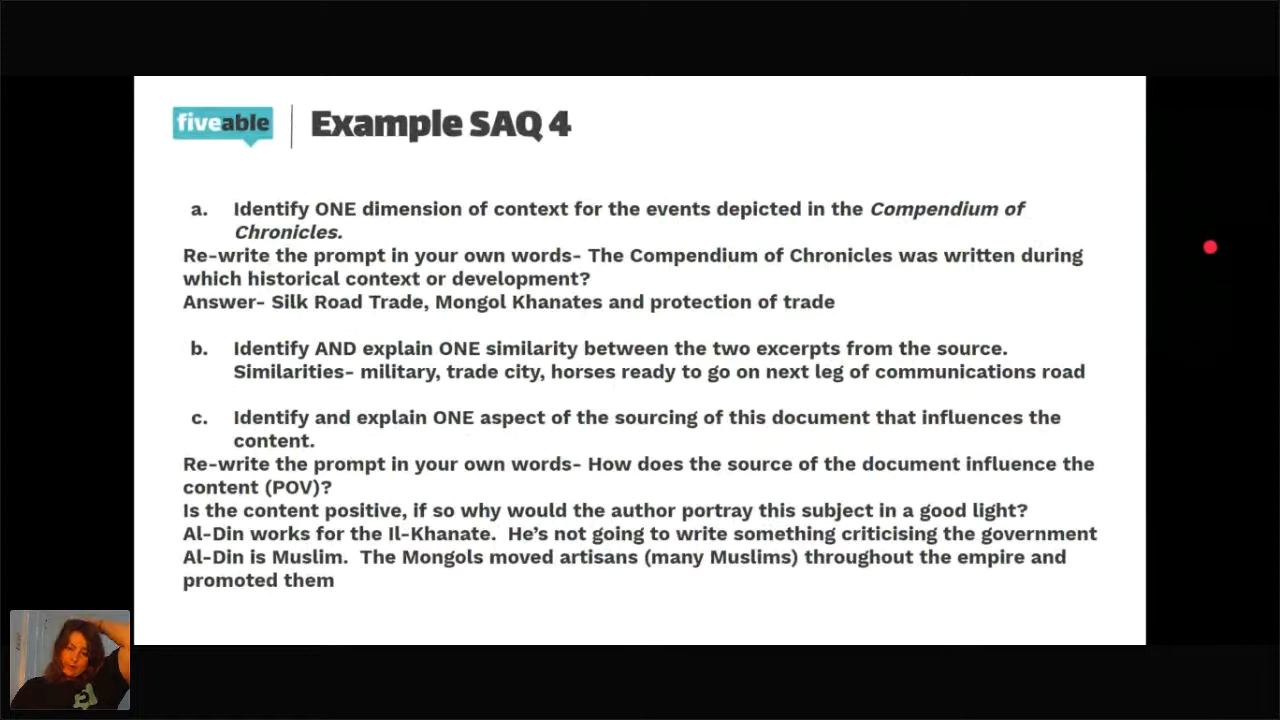 fiveable
Example SAQ 4
a. Identify ONE dimension of context for the events depicted in the Compendium of
Chronicles.
Re-write the prompt in your own words- The Compendium of Chronicles was written during
which historical context or development?
Answer- Silk Road Trade, Mongol Khanates and protection of trade
b. Identify AND explain ONE similarity between the two excerpts from the source.
Similarities- military, trade city, horses ready to go on next leg of communications road
c. Identify and explain ONE aspect of the sourcing of this document that influences the
content.
Re-write the prompt in your own words- How does the source of the document influence the
content (POV)?
Is the content positive, if so why would the author portray this subject in a good light?
Al-Din works for the Il-Khanate. He's not going to write something criticising the government
Al-Din is Muslim. The Mongols moved artisans (many Muslims) throughout the empire and
promoted them